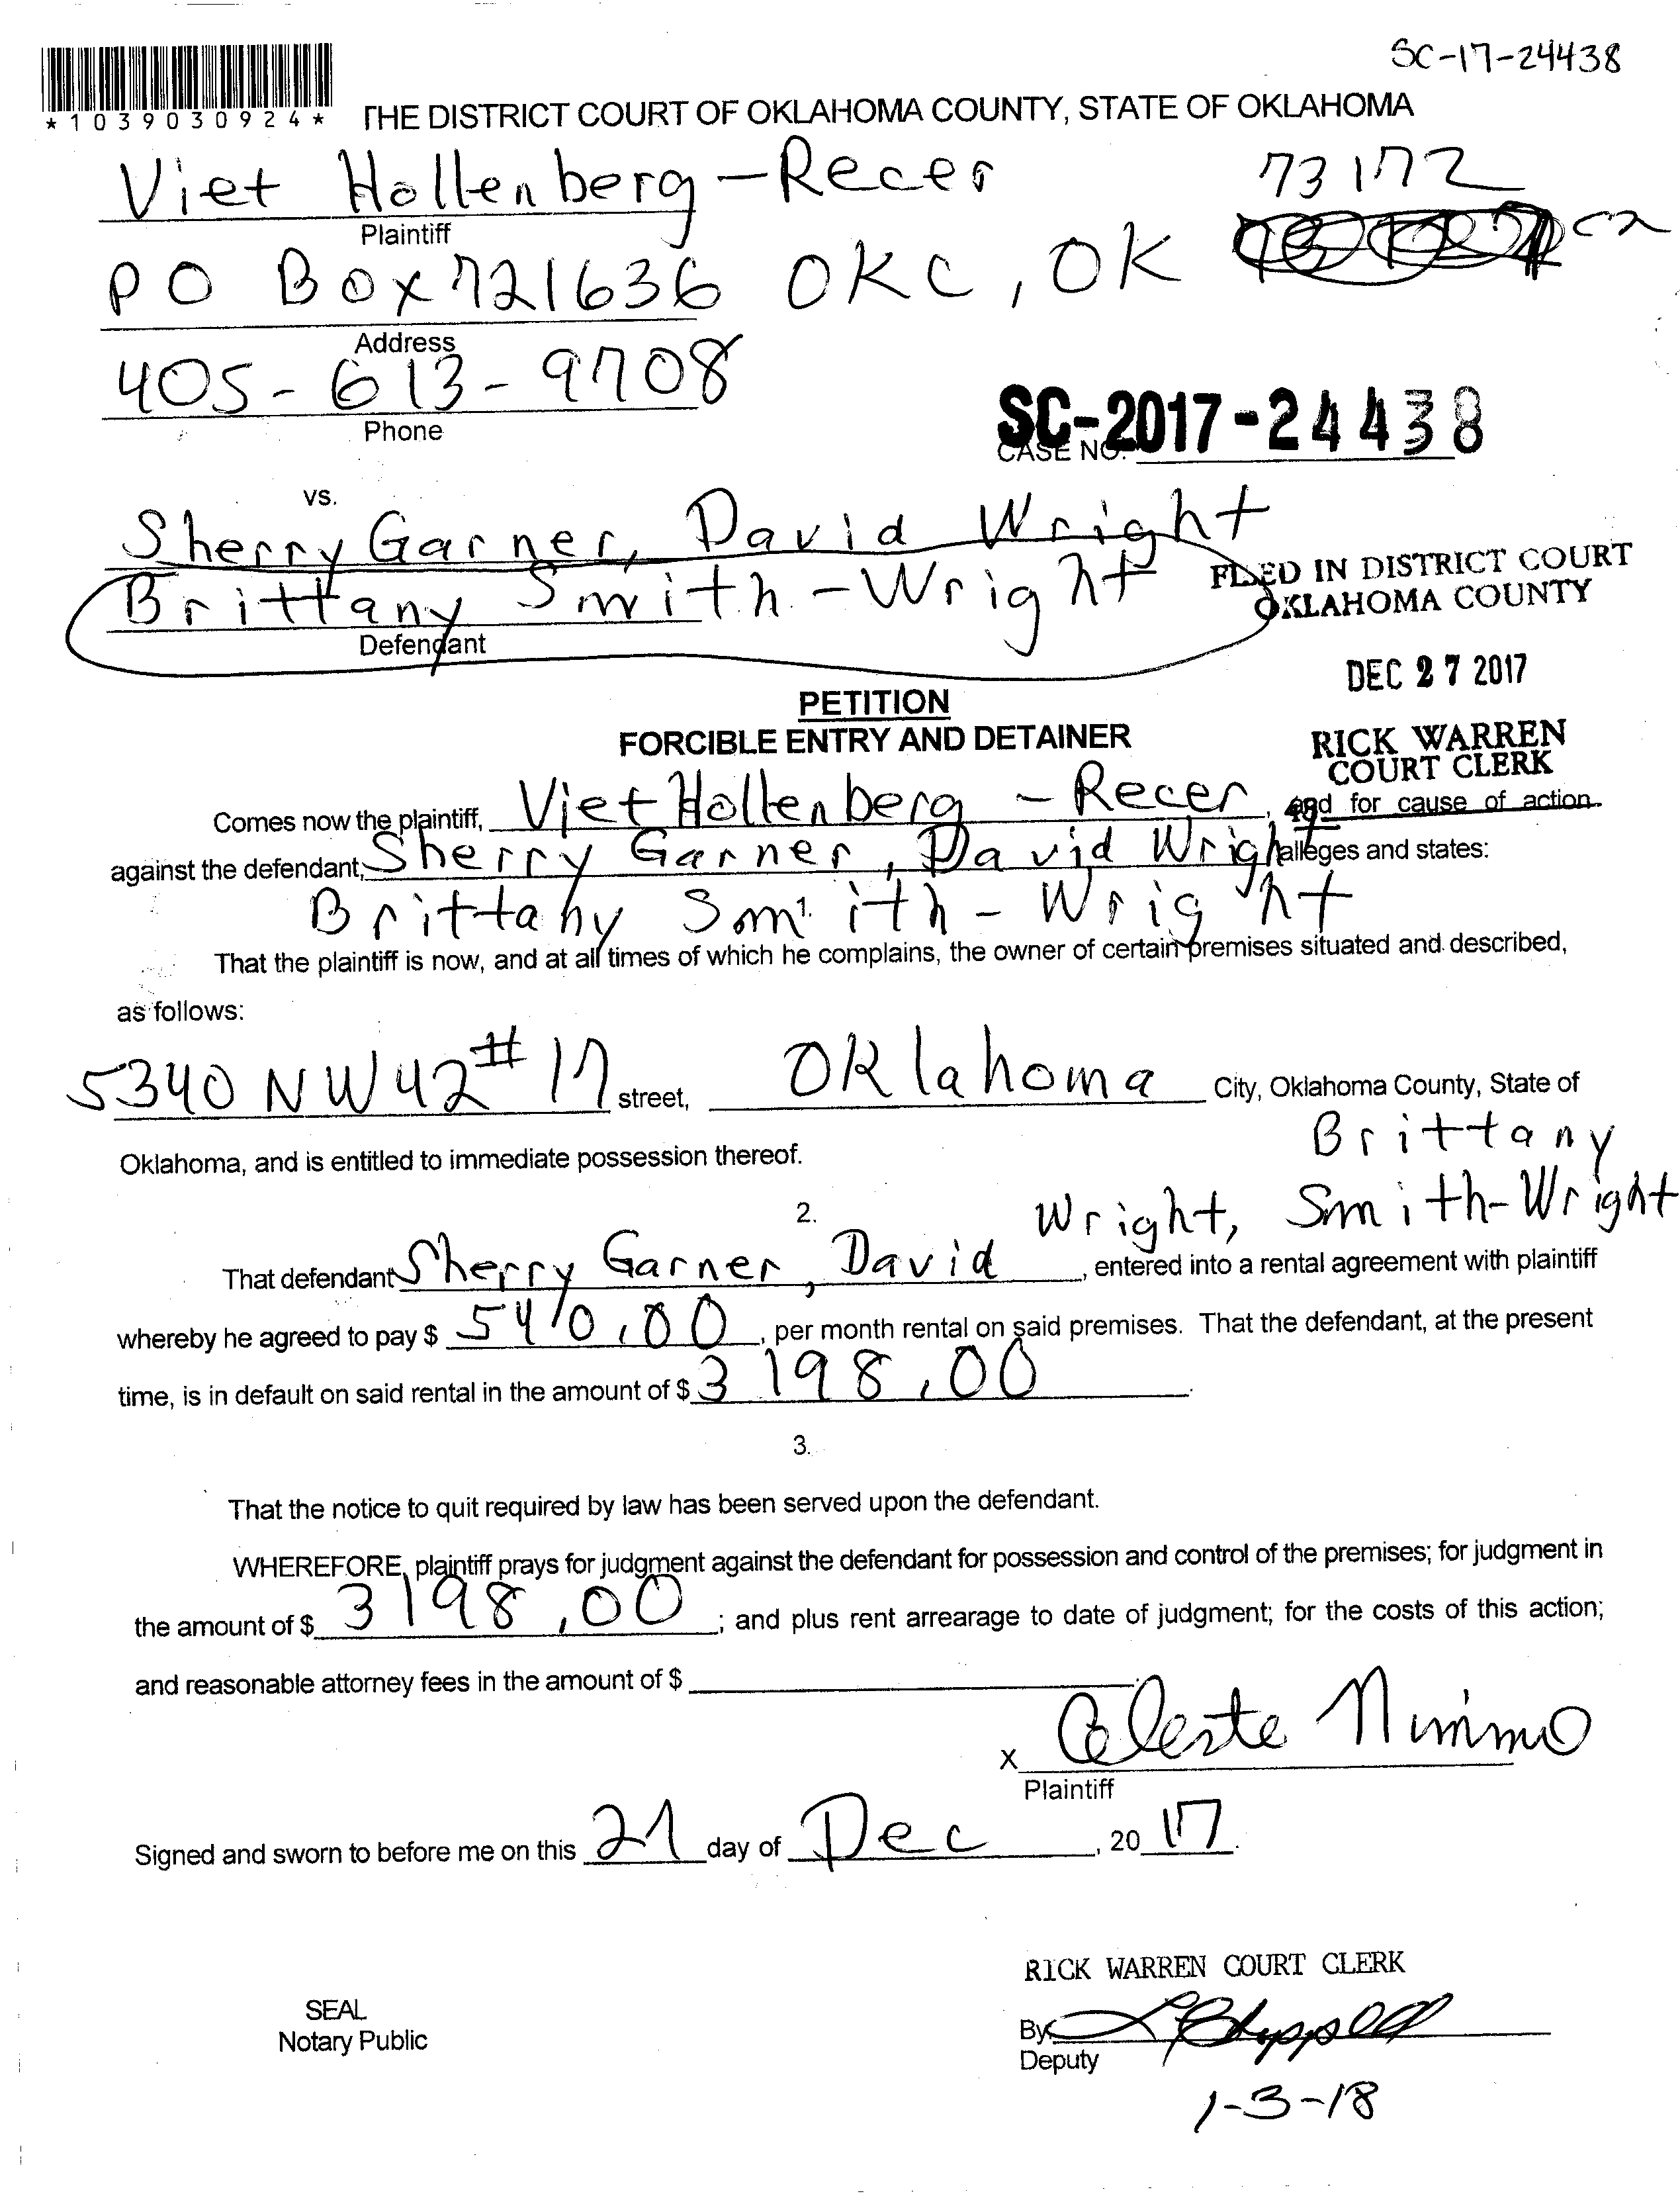 SC-17-24438
*1039030924*
THE DISTRICT COURT OF OKLAHOMA COUNTY, STATE OF OKLAHOMA
Viet Hollenberg-Recer 73172
Plaintiff
PO Box 721636 OKC, OK
Address
405-613-9708
Phone
SC-2017-24438
CASE NO.
vs.
Sherry Garner, David Wright
Brittany Smith-Wright
Defendant
FILED IN DISTRICT COURT
OKLAHOMA COUNTY
DEC 27 2017
RICK WARREN
COURT CLERK
PETITION
FORCIBLE ENTRY AND DETAINER
Comes now the plaintiff, Viet Hollenberg-Recer, and for cause of action
against the defendant, Sherry Garner, David Wright alleges and states:
Brittany Smith-Wright
That the plaintiff is now, and at all times of which he complains, the owner of certain premises situated and described,
as follows:
5340 NW 42 #17 street, Oklahoma City, Oklahoma County, State of
Oklahoma, and is entitled to immediate possession thereof.
Brittany
2. Wright, Smith-Wright
That defendant Sherry Garner, David, entered into a rental agreement with plaintiff
whereby he agreed to pay $ 540.00, per month rental on said premises. That the defendant, at the present
time, is in default on said rental in the amount of $ 3198.00.
3.
That the notice to quit required by law has been served upon the defendant.
WHEREFORE, plaintiff prays for judgment against the defendant for possession and control of the premises; for judgment in
the amount of $ 3198.00; and plus rent arrearage to date of judgment; for the costs of this action;
and reasonable attorney fees in the amount of $
x Celeste Nimmo
Plaintiff
Signed and sworn to before me on this 27 day of Dec, 2017.
RICK WARREN COURT CLERK
SEAL
Notary Public
By
Deputy
1-3-18